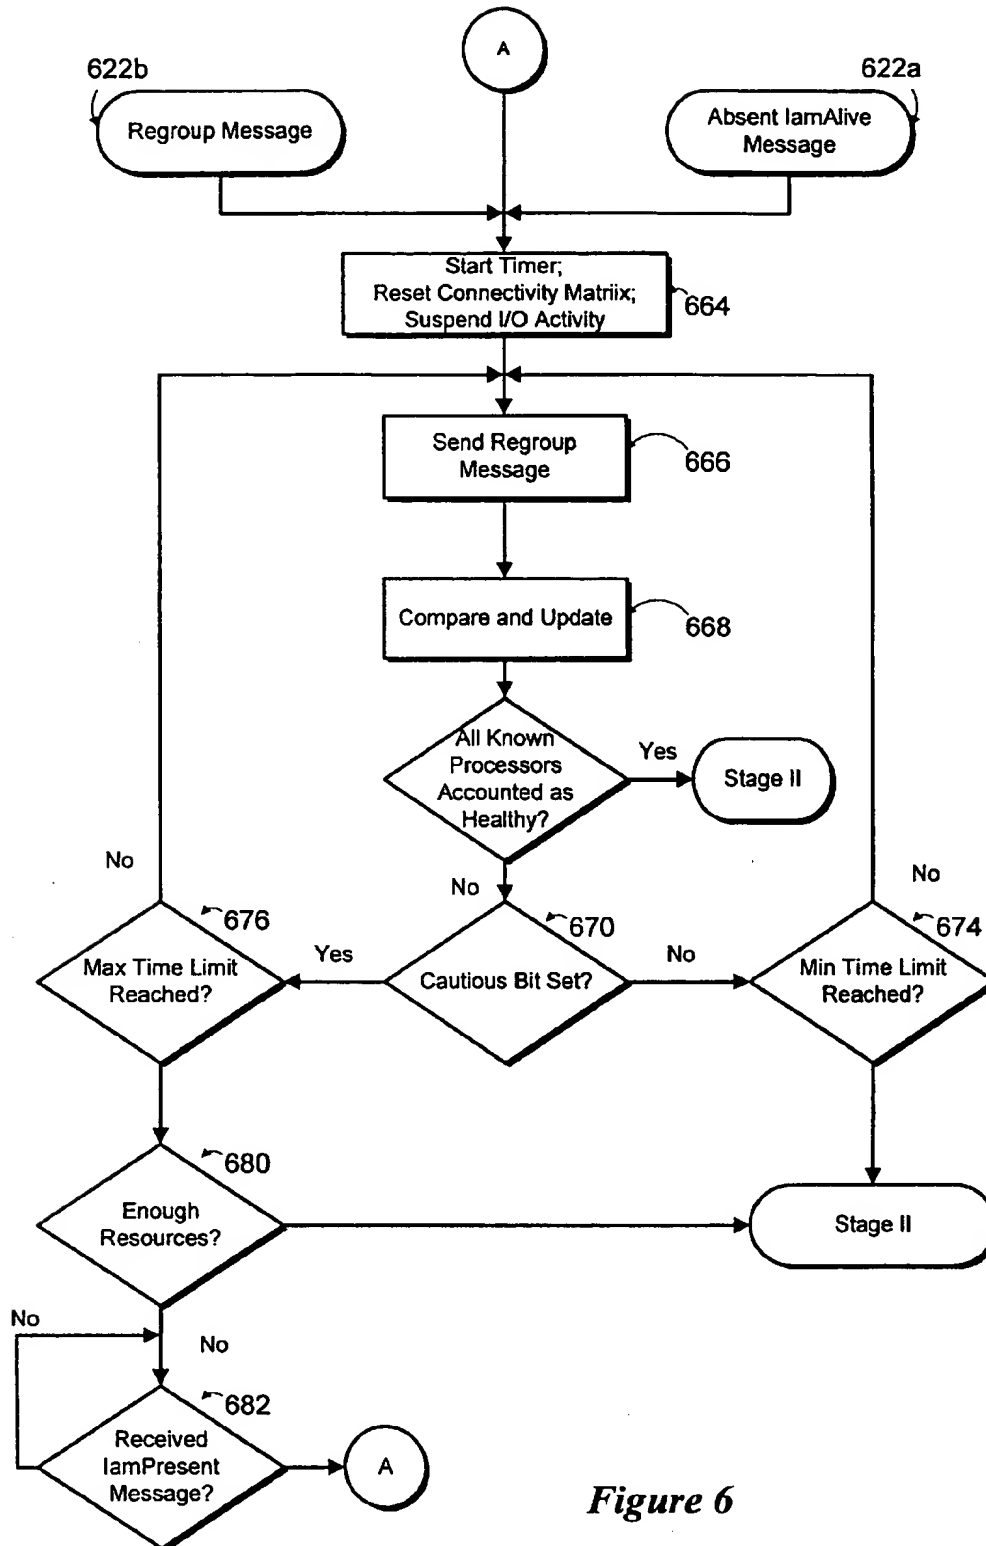 A
622b
622a
Regroup Message
Absent IamAlive
Message
Start Timer;
Reset Connectivity Matriix;
Suspend I/O Activity
664
Send Regroup
Message
666
Compare and Update
668
All Known
Processors
Accounted as
Healthy?
Yes
Stage II
No
No
No
676
670
674
Max Time Limit
Reached?
Yes
Cautious Bit Set?
No
Min Time Limit
Reached?
680
Enough
Resources?
Stage II
No
No
682
Received
IamPresent
Message?
A
Figure 6